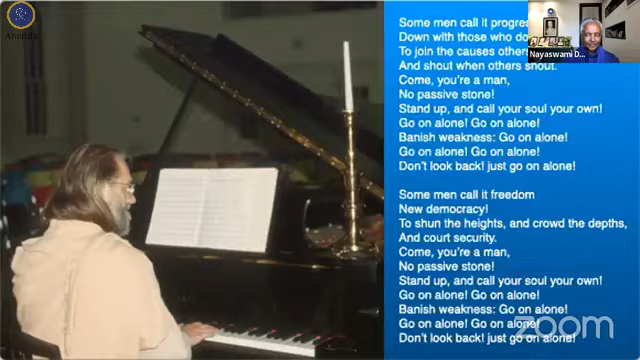 Ananda
Some men call it progre
Down with those who do
To join the causes others
And shout when others shout.
Come, you're a man,
No passive stone!
Stand up, and call your soul your own!
Go on alone! Go on alone!
Banish weakness: Go on alone!
Go on alone! Go on alone!
Don't look back! just go on alone!
Some men call it freedom
New democracy!
To shun the heights, and crowd the depths,
And court security.
Come, you're a man,
No passive stone!
Stand up, and call your soul your own!
Go on alone! Go on alone!
Banish weakness: Go on alone!
Go on alone! Go on alone!
Don't look back! just go on alone!
Nayaswami D...
zoom